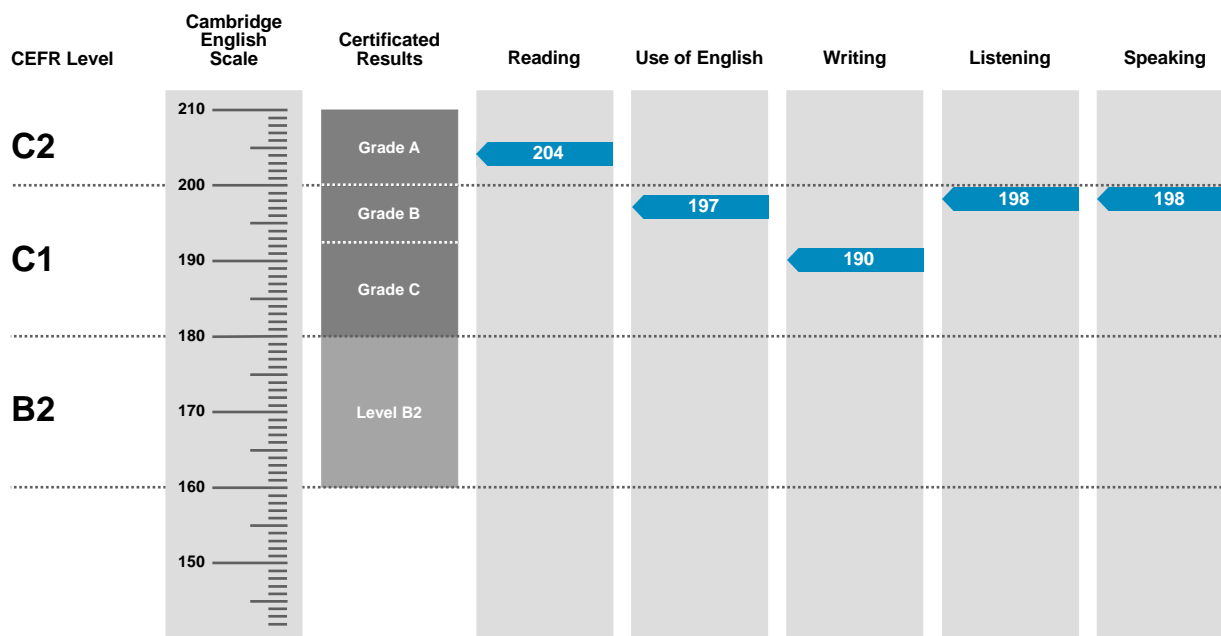 CEFR Level
Cambridge
English
Scale
Certificated
Results
Reading
Use of English
Writing
Listening
Speaking
210
C2
Grade A
204
200
197
198
198
Grade B
C1
190
190
Grade C
180
B2
170
Level B2
160
150